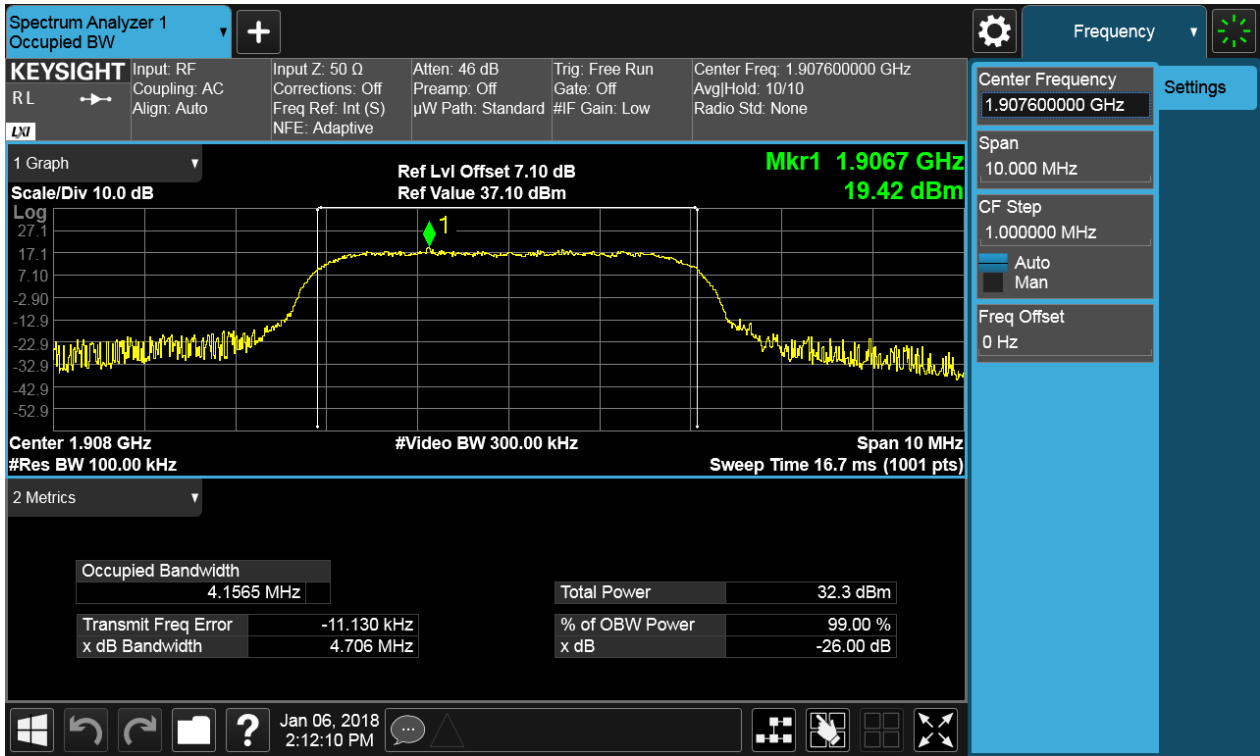 Spectrum Analyzer 1
Occupied BW
Frequency
KEYSIGHT
RL
LXI
Input: RF
Coupling: AC
Align: Auto
Input Z: 50 Ω
Corrections: Off
Freq Ref: Int (S)
NFE: Adaptive
Atten: 46 dB
Preamp: Off
µW Path: Standard
Trig: Free Run
Gate: Off
#IF Gain: Low
Center Freq: 1.907600000 GHz
Avg|Hold: 10/10
Radio Std: None
Center Frequency
1.907600000 GHz
Settings
Span
10.000 MHz
CF Step
1.000000 MHz
Auto
Man
Freq Offset
0 Hz
1 Graph
Ref Lvl Offset 7.10 dB
Mkr1 1.9067 GHz
Scale/Div 10.0 dB
Ref Value 37.10 dBm
19.42 dBm
Log
27.1
17.1
7.10
-2.90
-12.9
-22.9
-32.9
-42.9
-52.9
1
Center 1.908 GHz
#Video BW 300.00 kHz
Span 10 MHz
#Res BW 100.00 kHz
Sweep Time 16.7 ms (1001 pts)
2 Metrics
Occupied Bandwidth
4.1565 MHz
Total Power 32.3 dBm
Transmit Freq Error -11.130 kHz
% of OBW Power 99.00 %
x dB Bandwidth 4.706 MHz
x dB -26.00 dB
?
Jan 06, 2018
2:12:10 PM